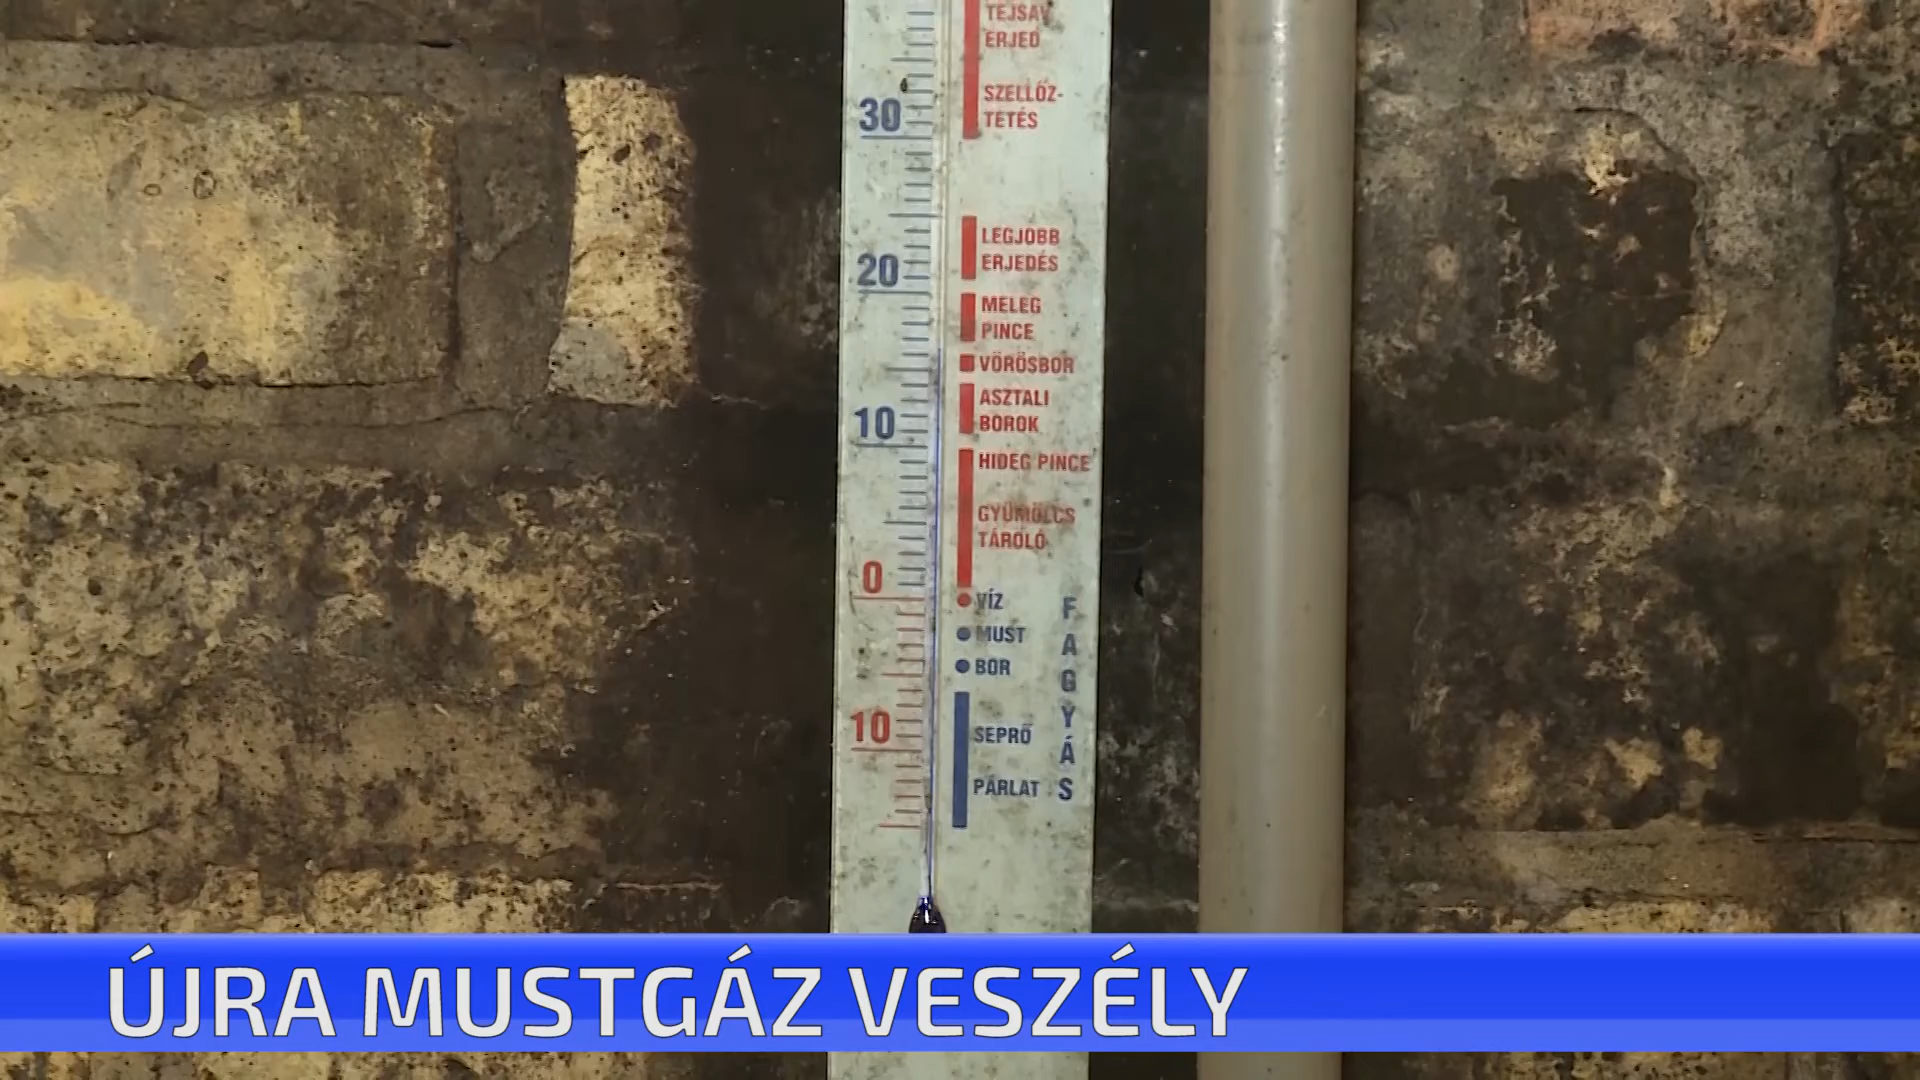 TEJSAV
ERJED
SZELLŐZ-
TETÉS
30
LEGJOBB
ERJEDÉS
20
MELEG
PINCE
VÖRÖSBOR
ASZTALI
BOROK
10
HIDEG PINCE
GYÜMÖLCS
TÁROLÓ
0
VÍZ
MUST
BOR
10
SEPRŐ
PÁRLAT
FAGYÁS
ÚJRA MUSTGÁZ VESZÉLY